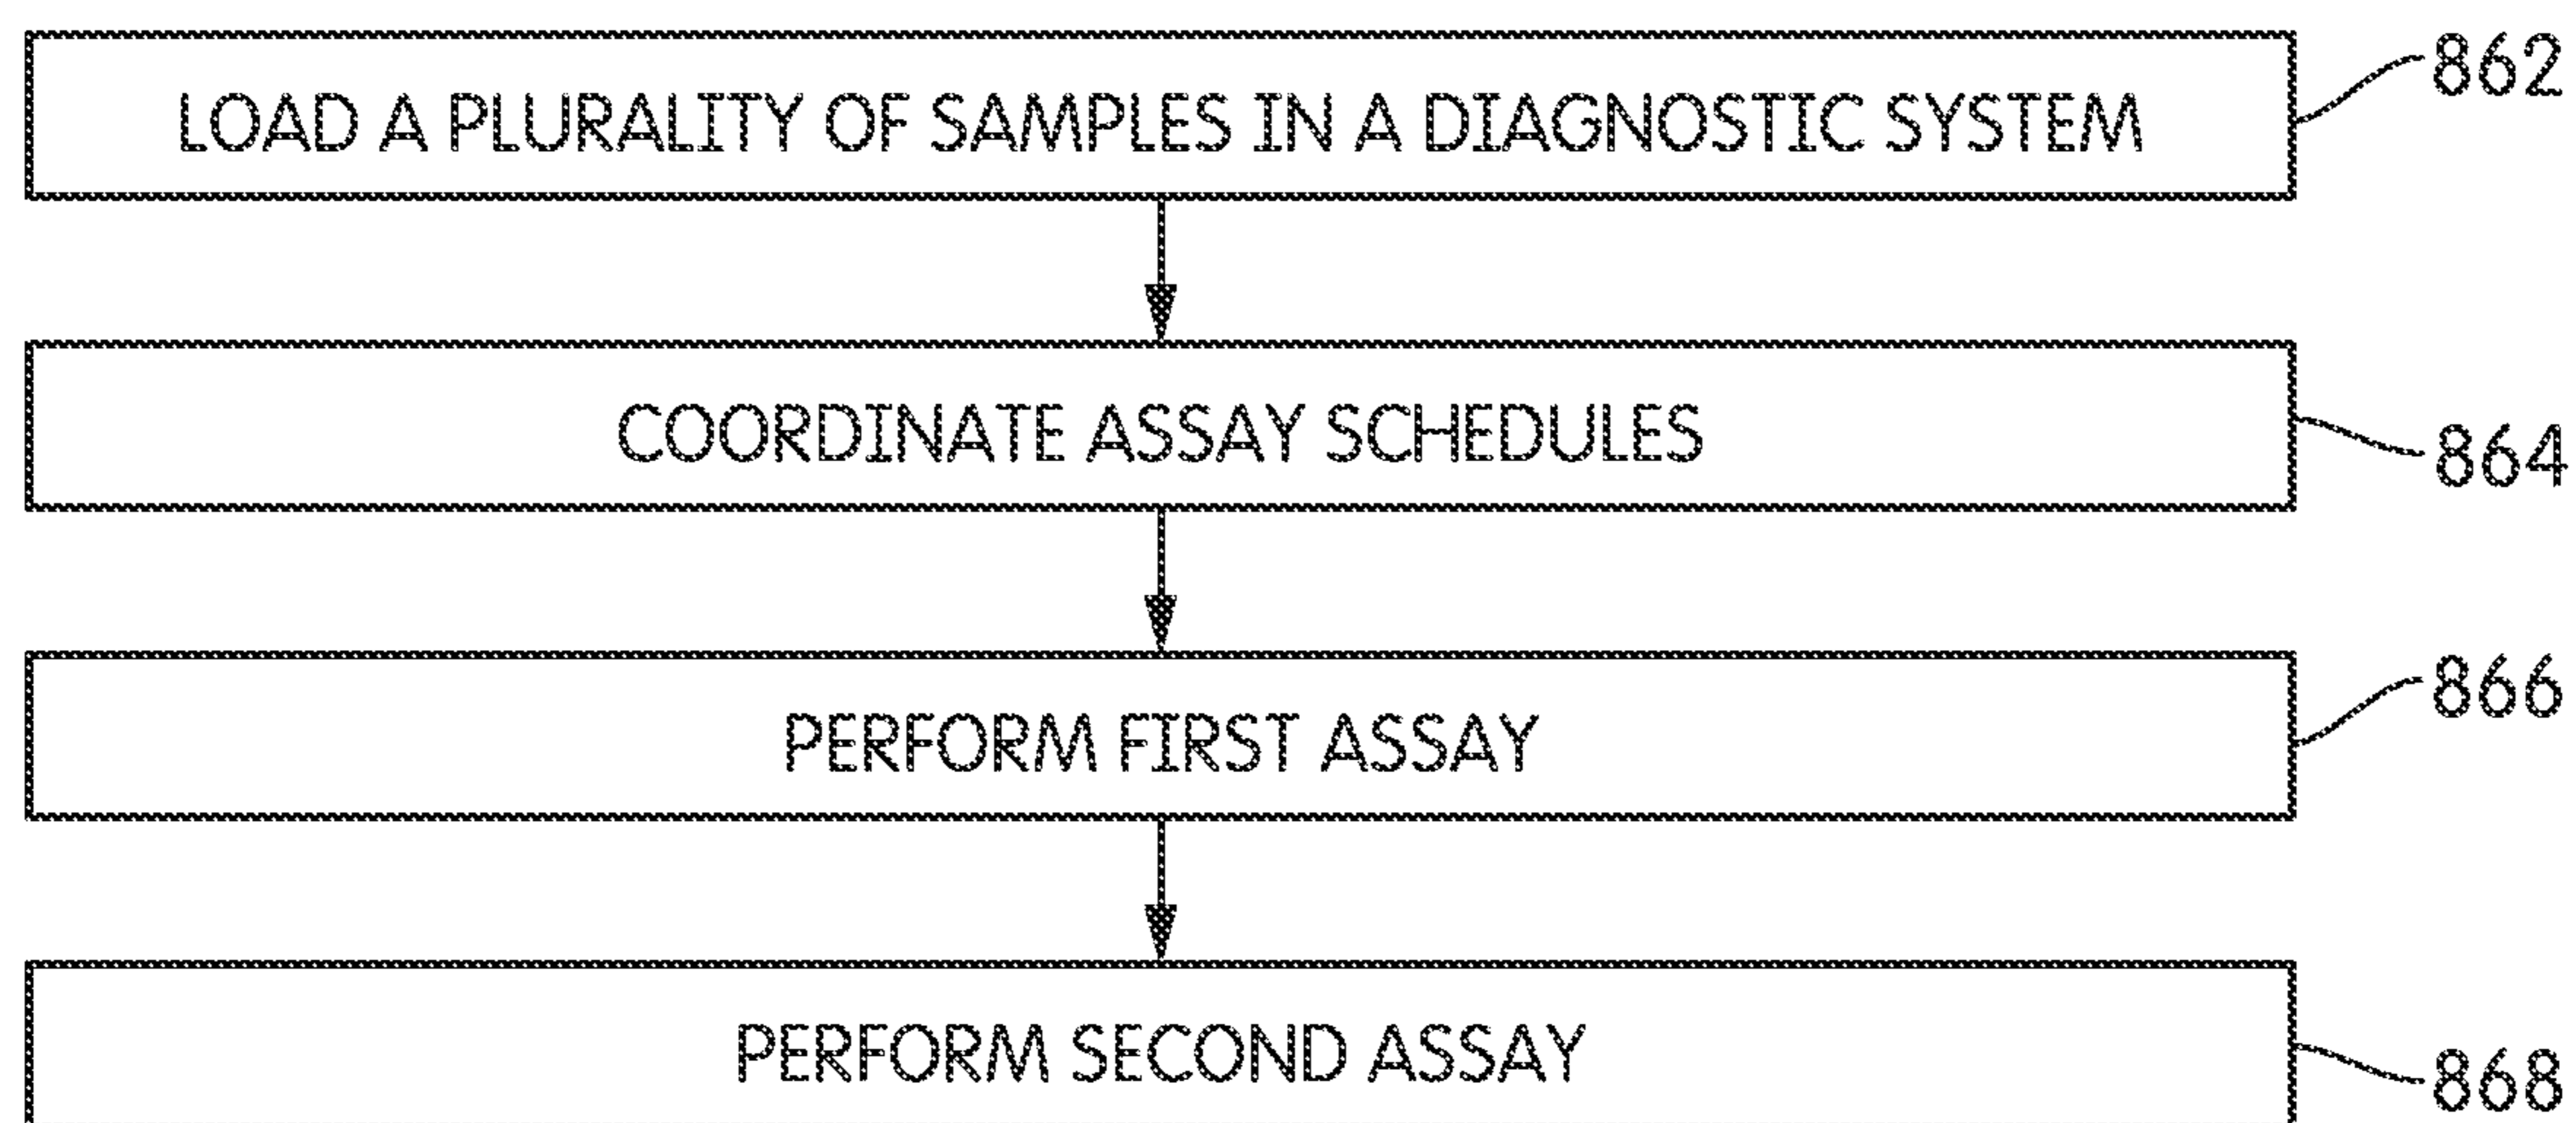 LOAD A PLURALITY OF SAMPLES IN A DIAGNOSTIC SYSTEM
862
COORDINATE ASSAY SCHEDULES
864
PERFORM FIRST ASSAY
866
PERFORM SECOND ASSAY
868